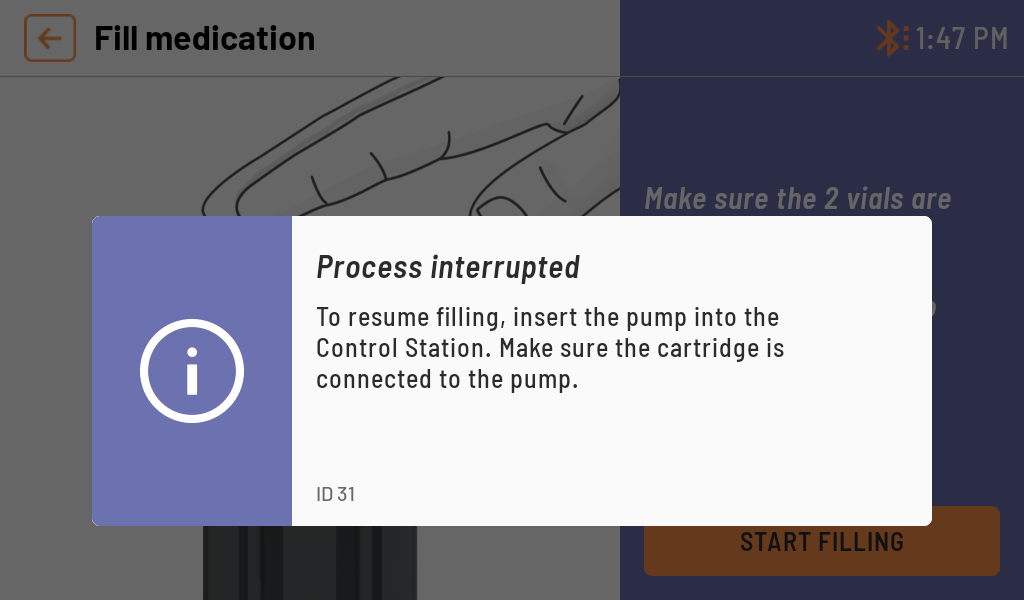 Fill medication
1:47 PM
Make sure the 2 vials are
Process interrupted
To resume filling, insert the pump into the
Control Station. Make sure the cartridge is
connected to the pump.
ID 31
START FILLING